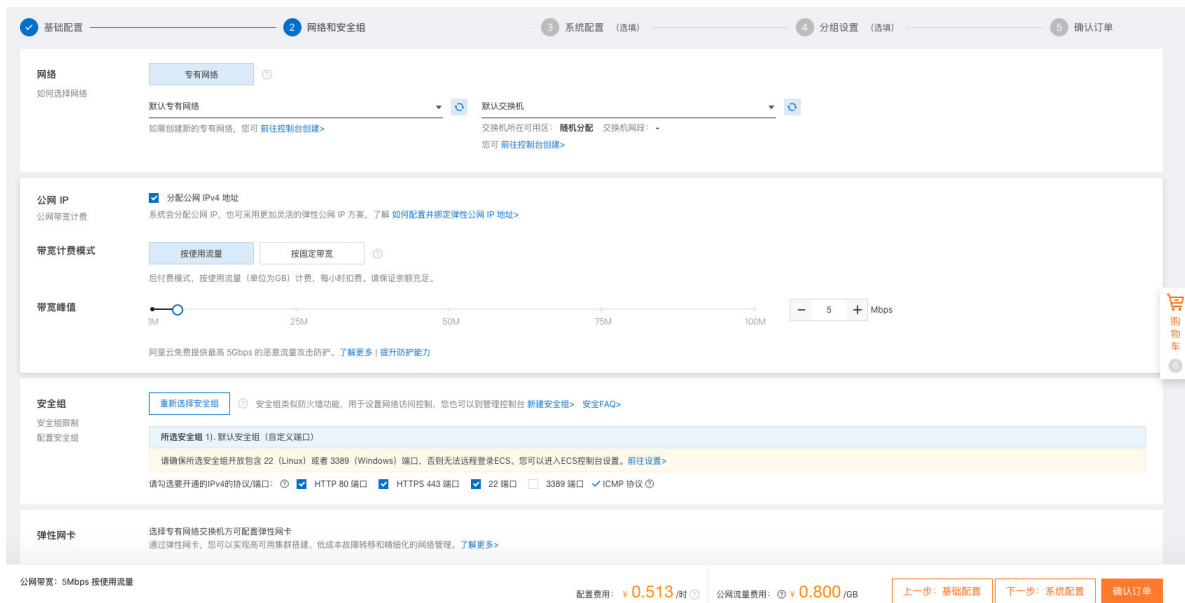 基础配置
2 网络和安全组
3 系统配置 (选填)
4 分组设置 (选填)
5 确认订单
网络
如何选择网络
专有网络
默认专有网络
默认交换机
如需创建新的专有网络，您可 前往控制台创建>
交换机所在可用区： 随机分配 交换机网段： -
您可 前往控制台创建>
公网 IP
公网带宽计费
分配公网 IPv4 地址
系统会分配公网 IP，也可采用更加灵活的弹性公网 IP 方案，了解 如何配置并绑定弹性公网 IP 地址>
带宽计费模式
按使用流量 按固定带宽
后付费模式，按使用流量（单位为GB）计费，每小时扣费。请保证余额充足。
带宽峰值
1M 25M 50M 75M 100M
− 5 + Mbps
阿里云免费提供最高 5Gbps 的恶意流量攻击防护。了解更多 | 提升防护能力
购物车
0
安全组
安全组限制
配置安全组
重新选择安全组 安全组类似防火墙功能，用于设置网络访问控制，您也可以到管理控制台 新建安全组> 安全FAQ>
所选安全组 1). 默认安全组（自定义端口）
请确保所选安全组开放包含 22（Linux）或者 3389（Windows）端口，否则无法远程登录ECS。您可以进入ECS控制台设置。前往设置>
请勾选要开通的IPv4的协议/端口： HTTP 80 端口 HTTPS 443 端口 22 端口 3389 端口 ICMP 协议
弹性网卡
选择专有网络交换机方可配置弹性网卡
通过弹性网卡，您可以实现高可用集群搭建、低成本故障转移和精细化的网络管理。了解更多>
公网带宽：5Mbps 按使用流量
配置费用： ¥ 0.513 /时
公网流量费用： ¥ 0.800 /GB
上一步：基础配置
下一步：系统配置
确认订单